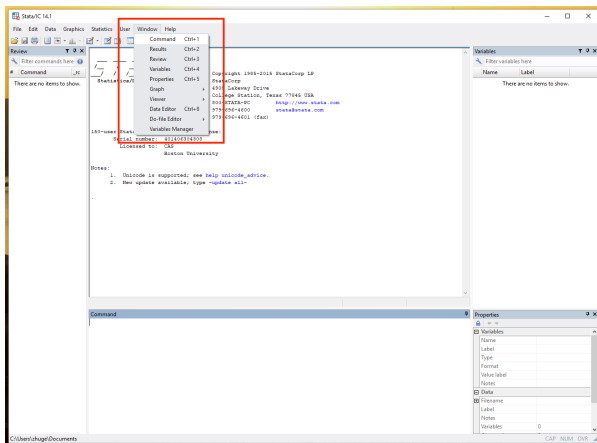 Stata/IC 14.1
File Edit Data Graphics Statistics User Window Help
Review
Filter commands here
# Command _rc
There are no items to show.
Command Ctrl+1
Results Ctrl+2
Review Ctrl+3
Variables Ctrl+4
Properties Ctrl+5
Graph
Viewer
Data Editor Ctrl+8
Do-file Editor
Variables Manager
Copyright 1985-2015 StataCorp LP
StataCorp
4905 Lakeway Drive
College Station, Texas 77845 USA
800-STATA-PC http://www.stata.com
979-696-4600 stata@stata.com
979-696-4601 (fax)
Serial number:
Licensed to: CAS
Boston University
Notes:
1. Unicode is supported; see help unicode_advice.
2. New update available; type -update all-
.
Command
Variables
Filter variables here
Name Label
There are no items to show.
Properties
Variables
Name
Label
Type
Format
Value label
Notes
Data
Filename
Label
Notes
Variables 0
C:\Users\zhuge\Documents
CAP NUM OVR